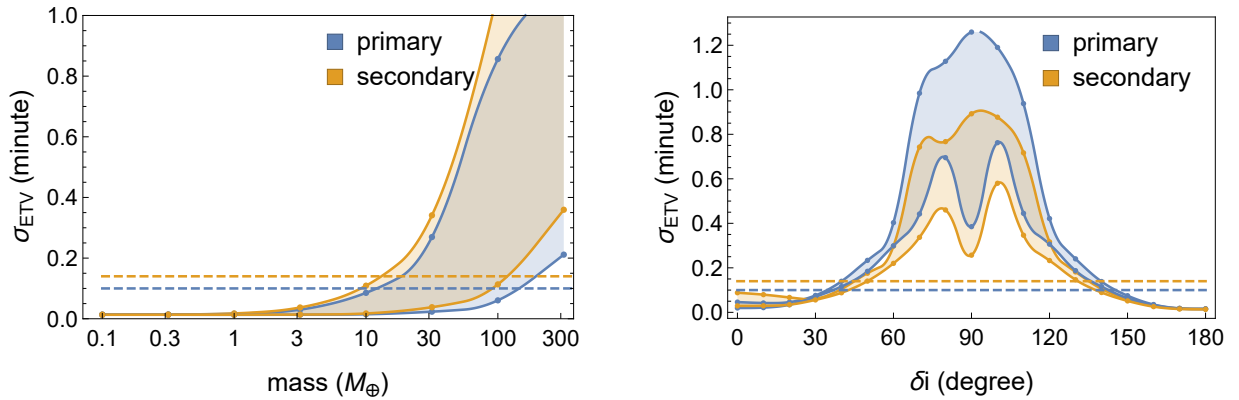 1.0
0.8
0.6
0.4
0.2
0.0
σETV (minute)
primary
secondary
0.1 0.3 1 3 10 30 100 300
mass (M⊕)
1.2
1.0
0.8
0.6
0.4
0.2
0.0
σETV (minute)
primary
secondary
0 30 60 90 120 150 180
δi (degree)